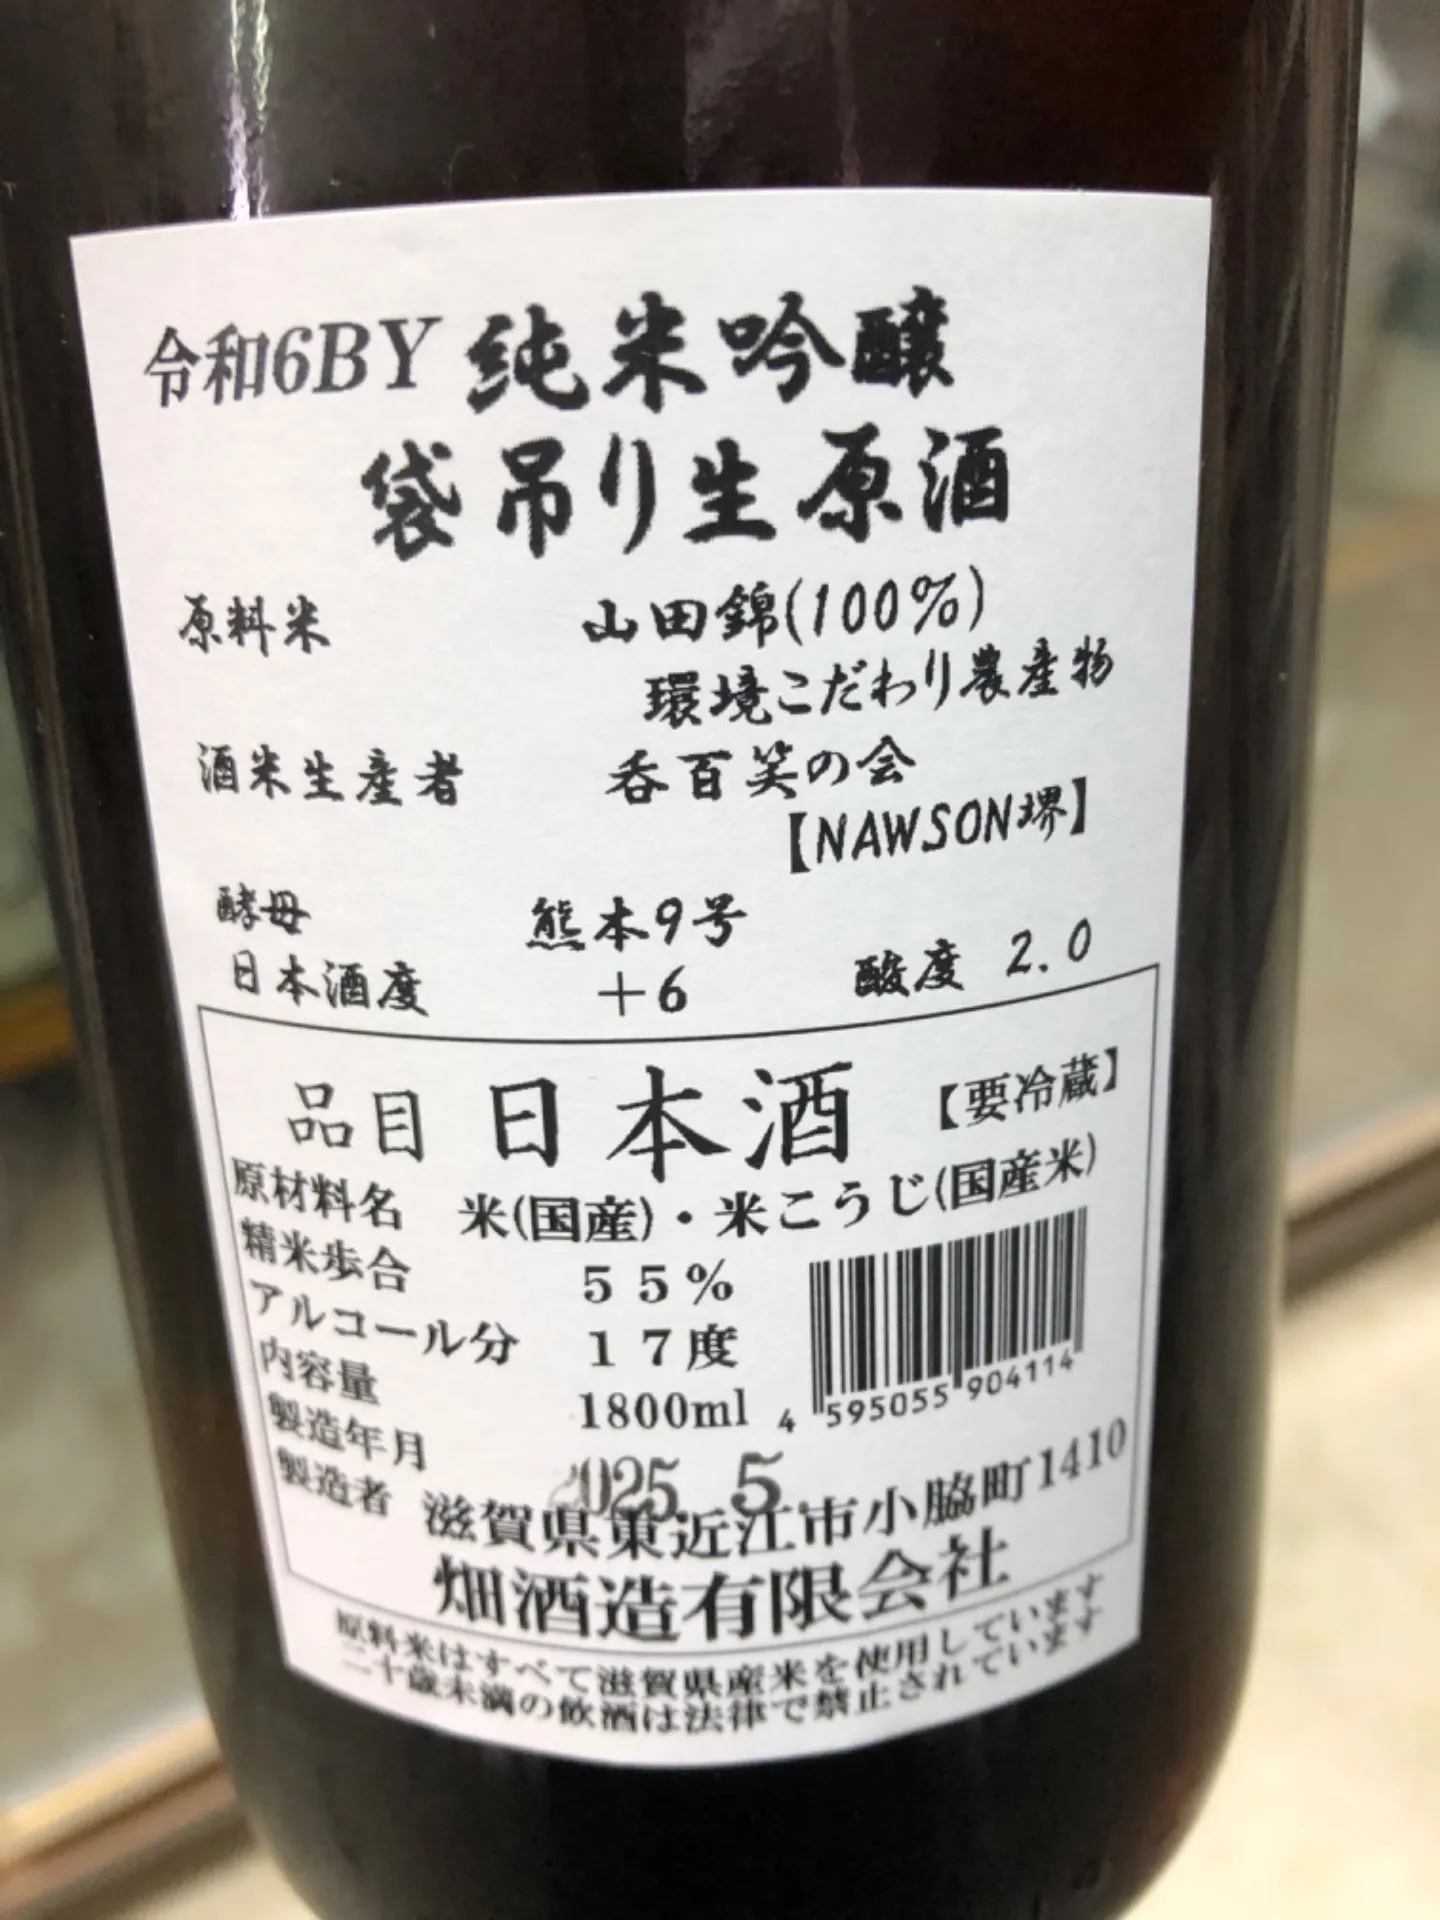 令和6BY 純米吟醸
袋吊り生原酒
原料米 山田錦(100%)
環境こだわり農産物
酒米生産者 呑百笑の会
【NAWSON堺】
酵母 熊本9号
日本酒度 +6 酸度 2.0
品目 日本酒 【要冷蔵】
原材料名 米(国産)・米こうじ(国産米)
精米歩合 55%
アルコール分 17度
内容量 1800ml
4 595055 904114
製造年月 2025 5
製造者 滋賀県東近江市小脇町1410
畑酒造有限会社
原料米はすべて滋賀県産米を使用しています
二十歳未満の飲酒は法律で禁止されています